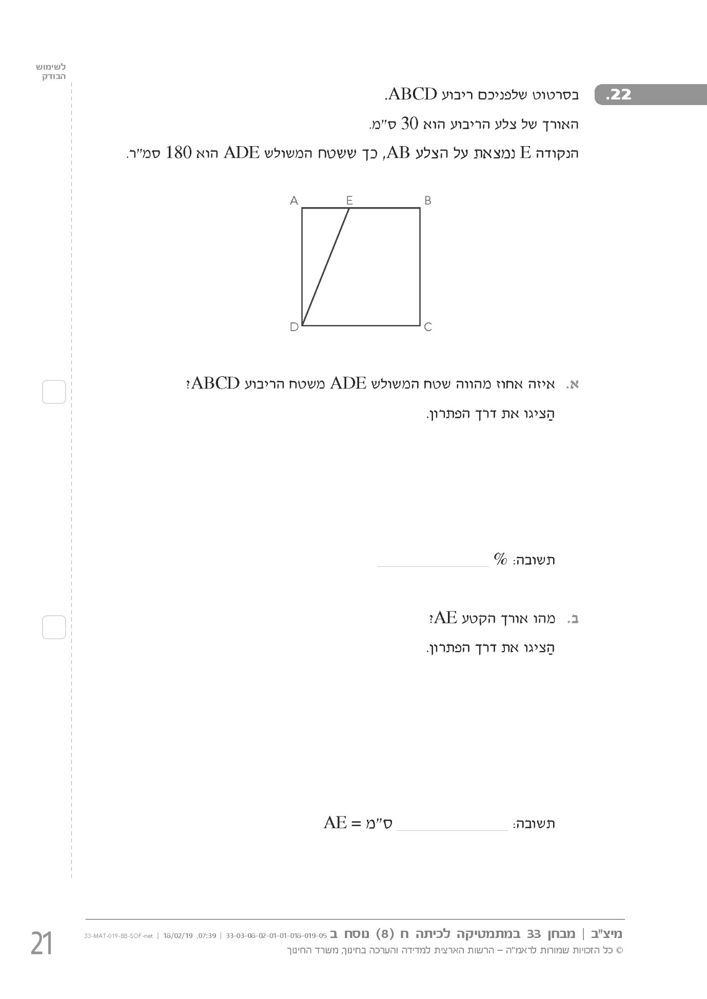 לשימוש
הבודק
22.
בסרטוט שלפניכם ריבוע ABCD.
האורך של צלע הריבוע הוא 30 ס"מ.
הנקודה E נמצאת על הצלע AB, כך ששטח המשולש ADE הוא 180 סמ"ר.
A E B
D C
א. איזה אחוז מהווה שטח המשולש ADE משטח הריבוע ABCD?
הַציגו את דרך הפתרון.
תשובה: % ____________
ב. מהו אורך הקטע AE?
הַציגו את דרך הפתרון.
תשובה: ____________ ס"מ = AE
מיצ"ב | מבחן 33 במתמטיקה לכיתה ח (8) נוסח ב 33-03-08-02-01-01-018-019-05 | 07:39, 18/02/19 | 33-MAT-019-8B-SOF-net
© כל הזכויות שמורות לראמ"ה – הרשות הארצית למדידה והערכה בחינוך, משרד החינוך
21